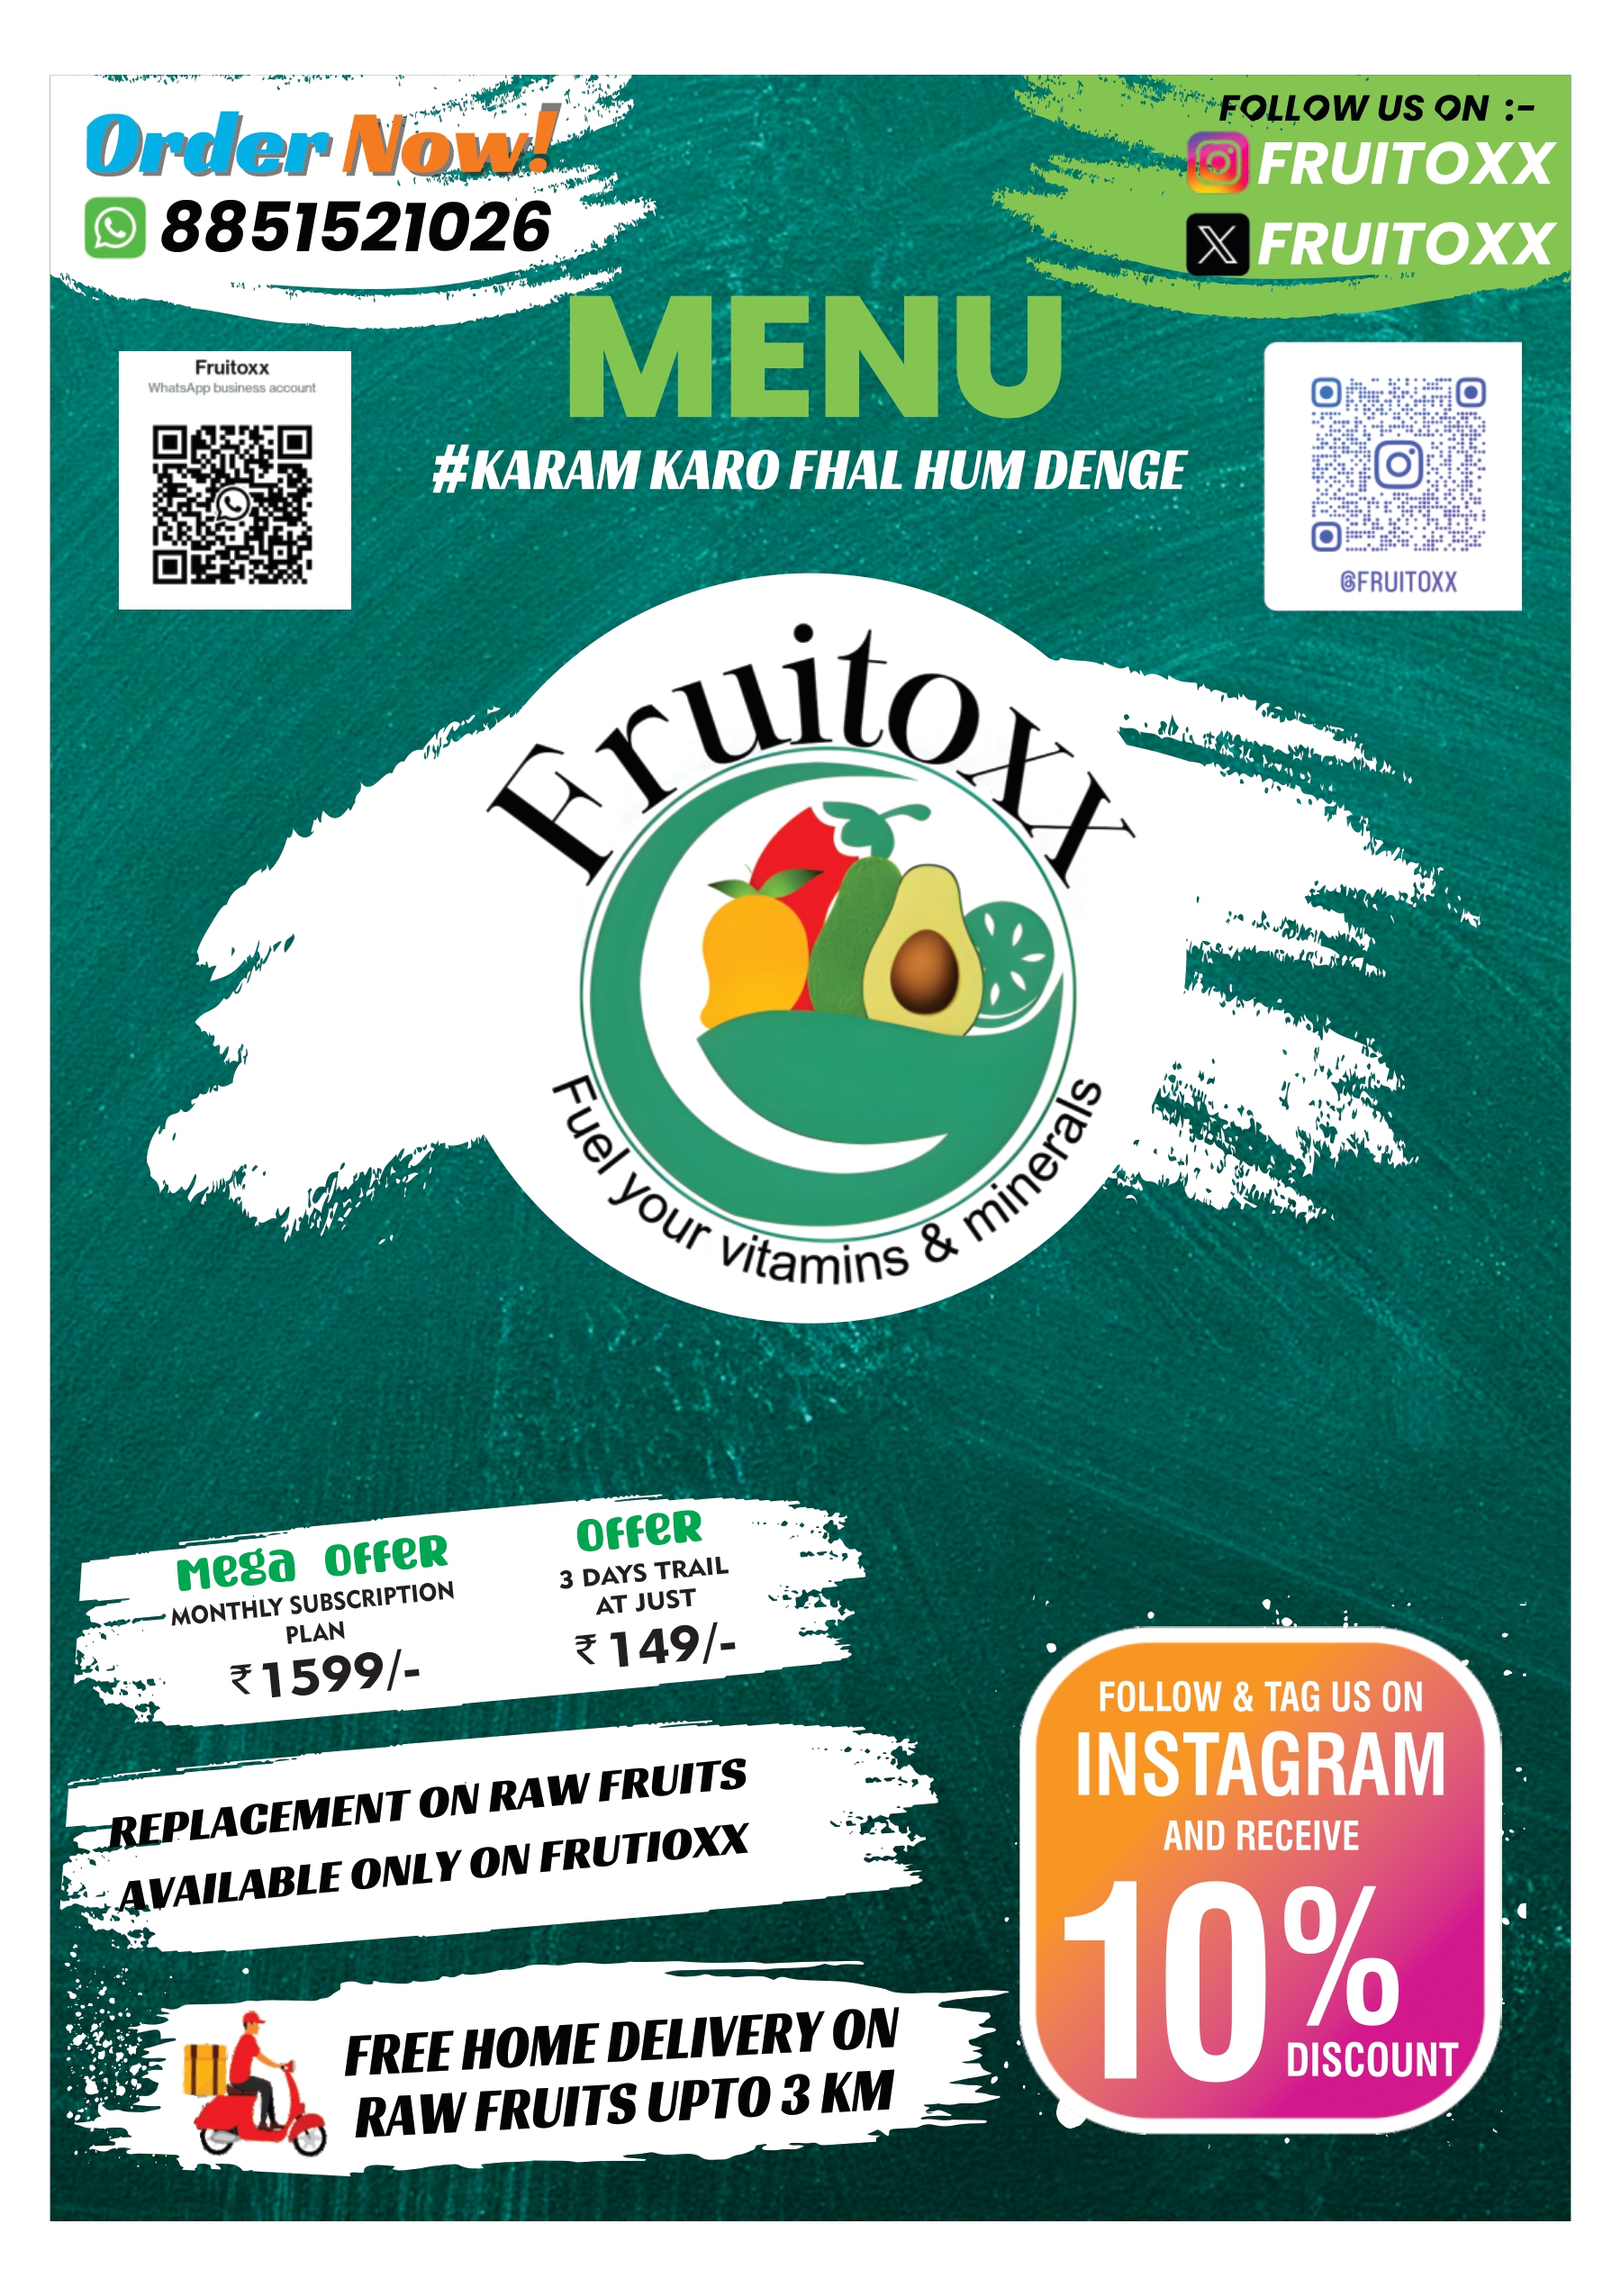 Order Now!
8851521026
FOLLOW US ON :-
FRUITOXX
FRUITOXX
MENU
#KARAM KARO FHAL HUM DENGE
Fruitoxx
WhatsApp business account
@FRUITOXX
Fruitoxx
Fuel your vitamins & minerals
Mega Offer
MONTHLY SUBSCRIPTION
PLAN
₹1599/-
Offer
3 DAYS TRAIL
AT JUST
₹149/-
REPLACEMENT ON RAW FRUITS
AVAILABLE ONLY ON FRUTIOXX
FREE HOME DELIVERY ON
RAW FRUITS UPTO 3 KM
FOLLOW & TAG US ON
INSTAGRAM
AND RECEIVE
10%
DISCOUNT